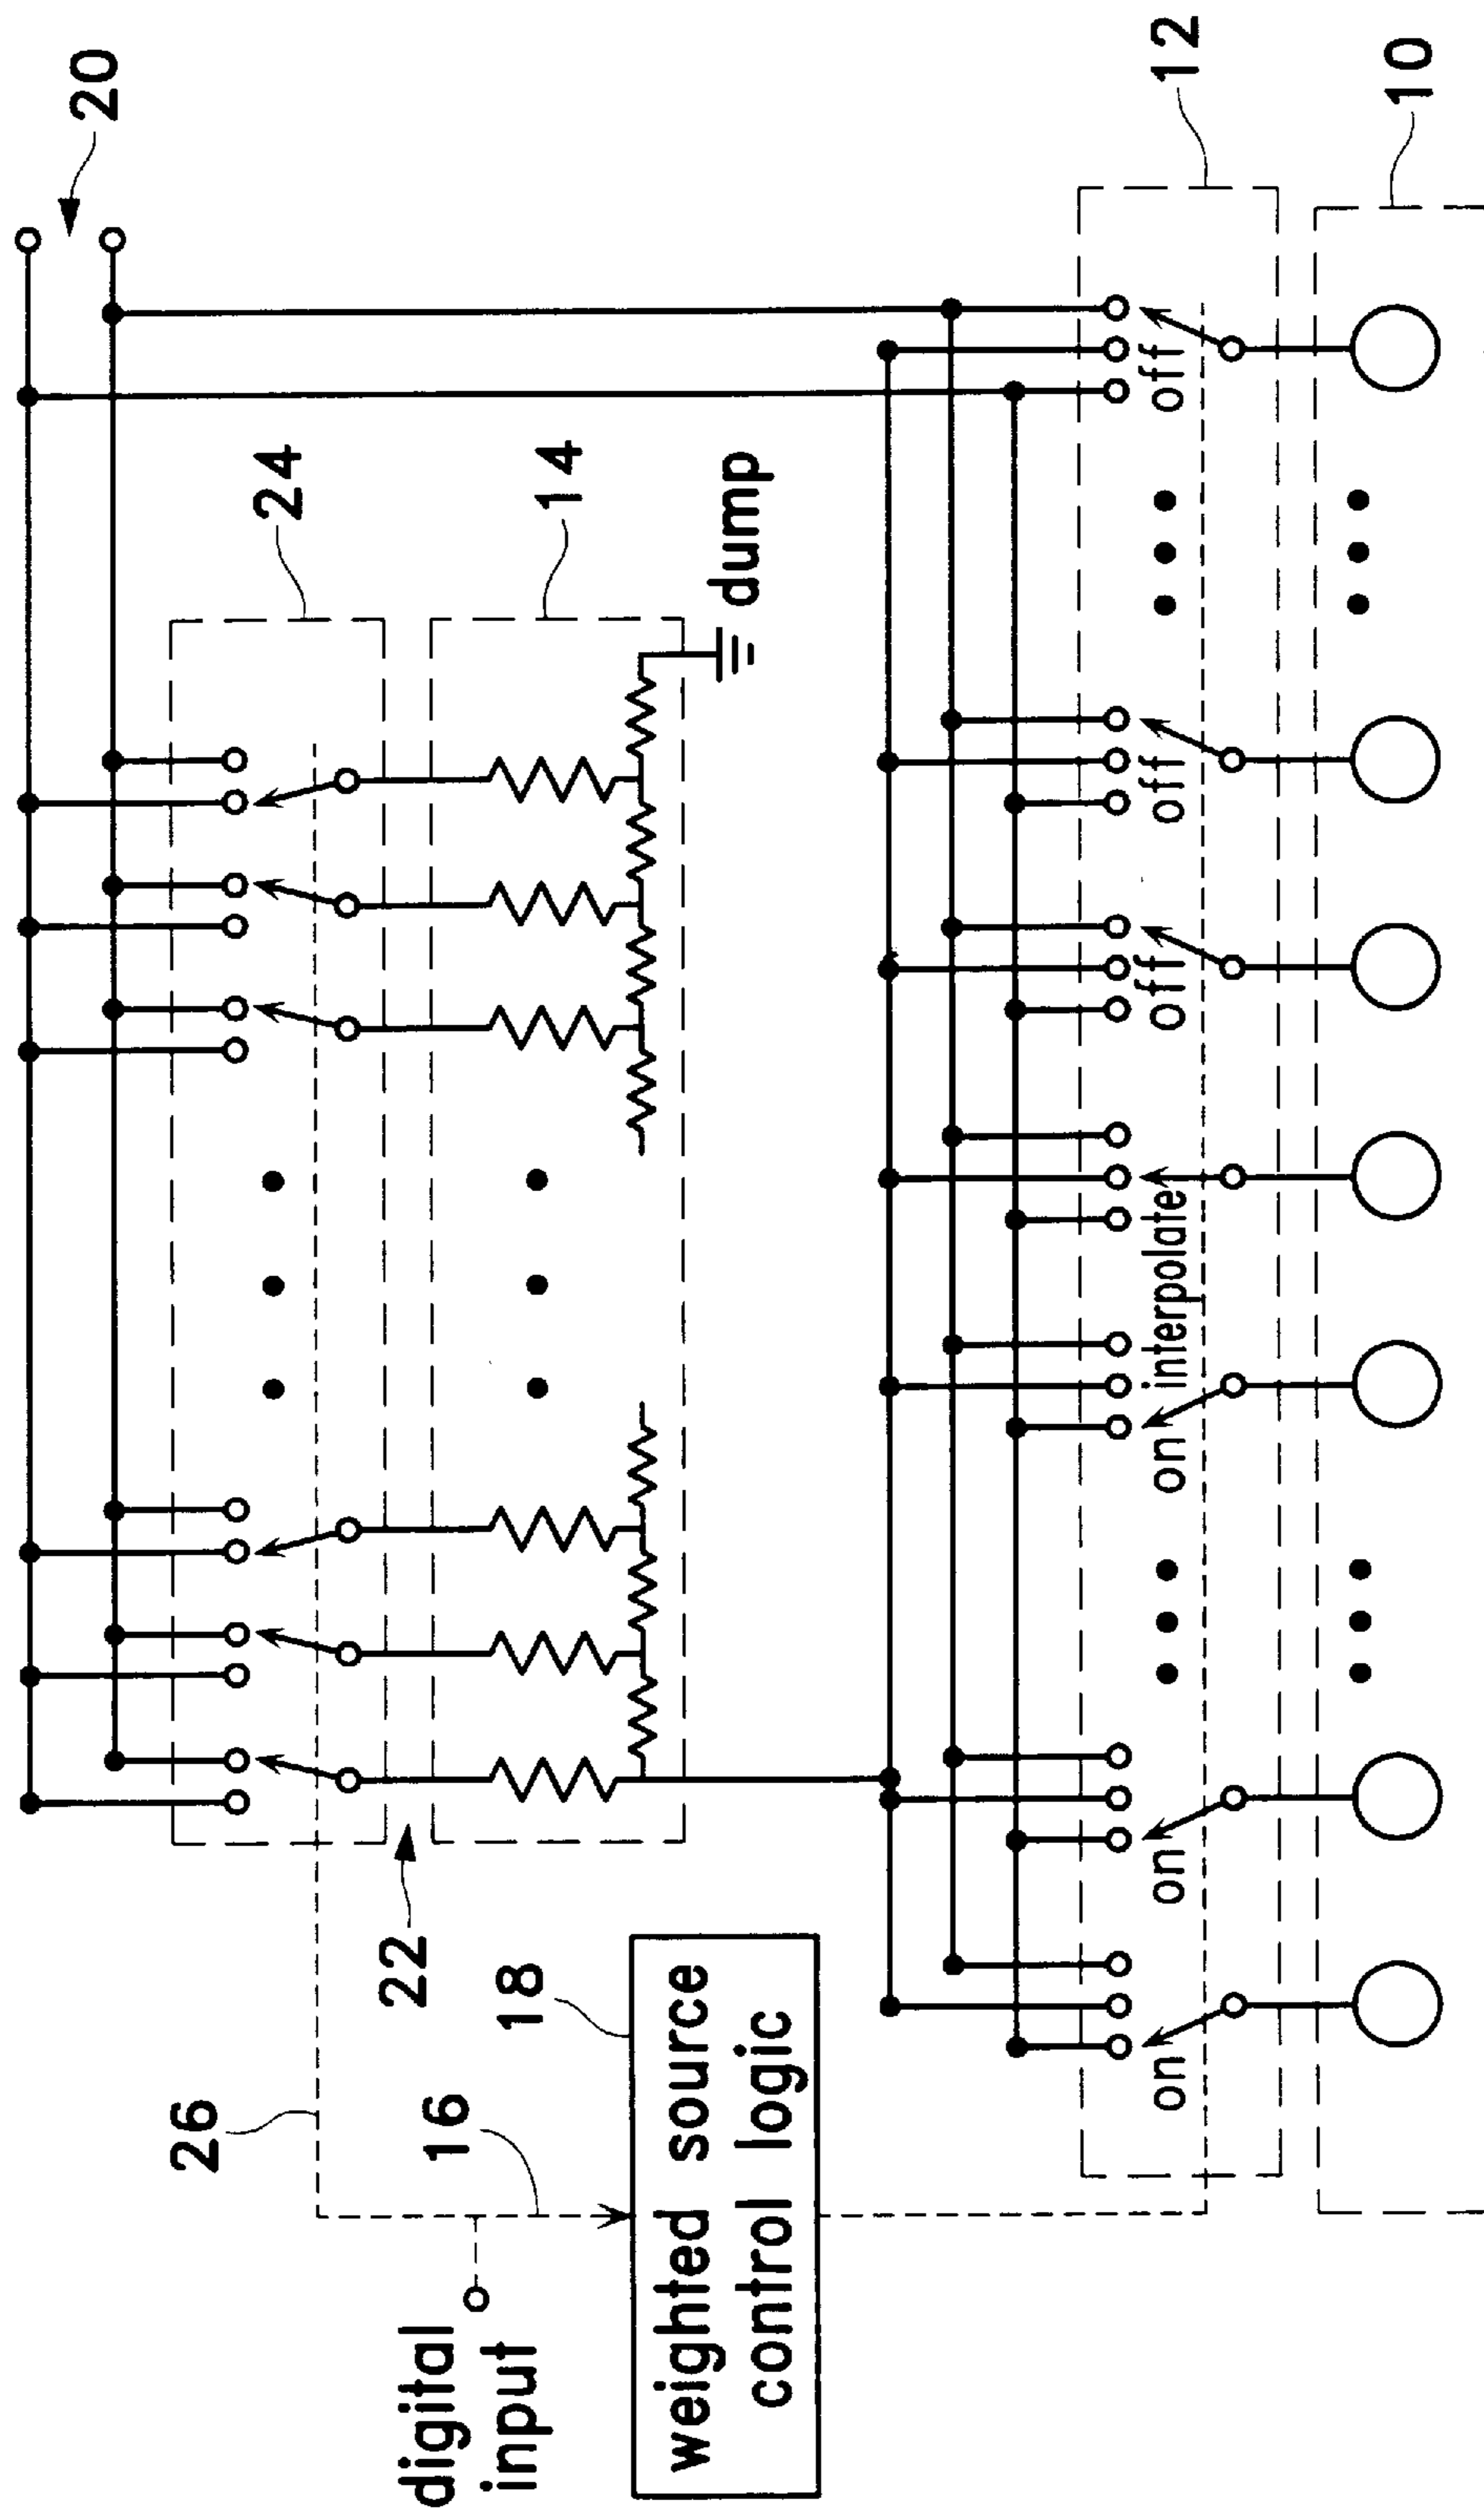 20
24
14
dump
26
22
digital
input
16
18
weighted source
control logic
12
on
on
on
interpolate
off
off
off
10